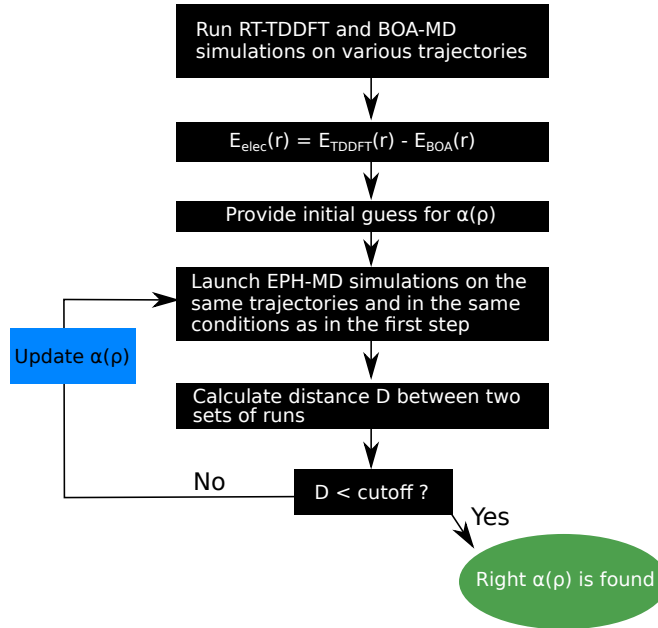 Run RT-TDDFT and BOA-MD
simulations on various trajectories
E_elec(r) = E_TDDFT(r) - E_BOA(r)
Provide initial guess for α(ρ)
Launch EPH-MD simulations on the
same trajectories and in the same
conditions as in the first step
Update α(ρ)
Calculate distance D between two
sets of runs
No
D < cutoff ?
Yes
Right α(ρ) is found